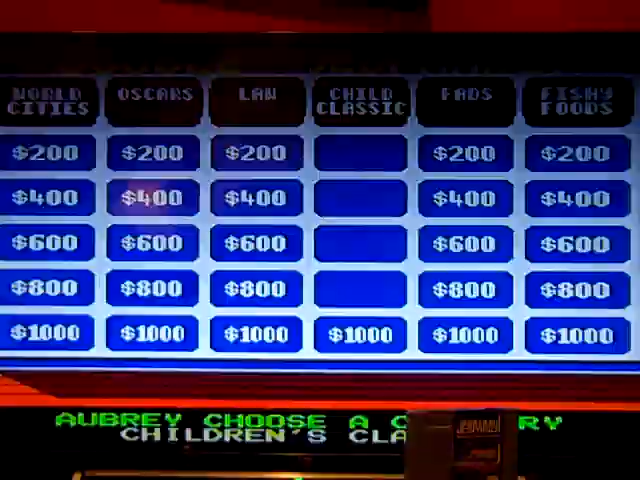 WORLD CITIES OSCARS LAW CHILD CLASSIC FADS FISHY FOODS
$200 $200 $200 $200 $200
$400 $400 $400 $400 $400
$600 $600 $600 $600 $600
$800 $800 $800 $800 $800
$1000 $1000 $1000 $1000 $1000 $1000
AUBREY CHOOSE A C RY
CHILDREN'S CLA
JEOPARDY!